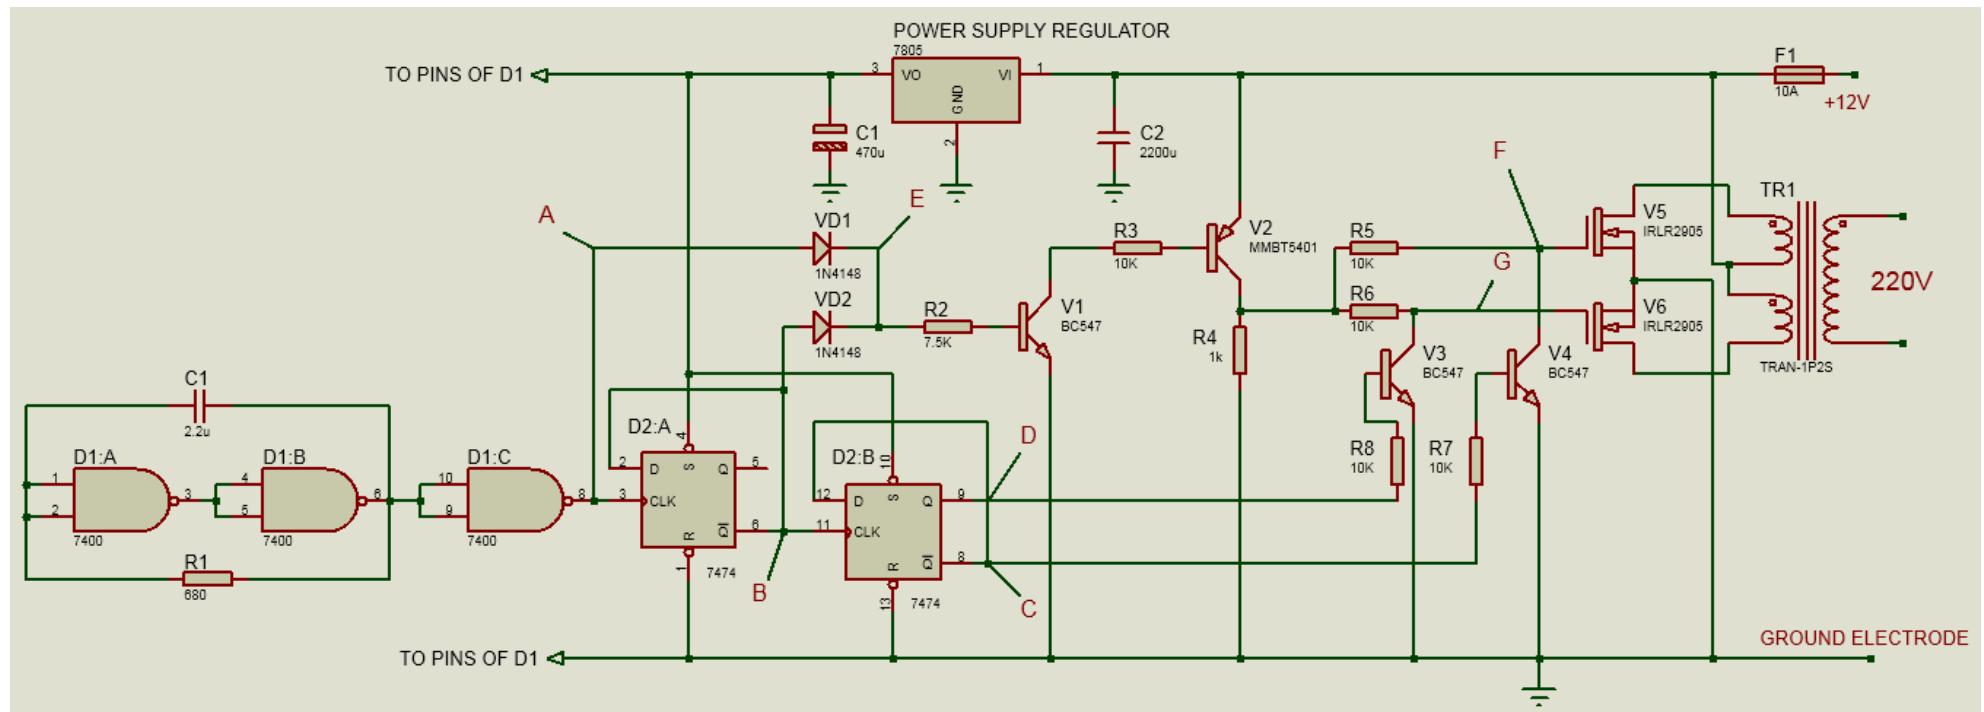 POWER SUPPLY REGULATOR
7805
TO PINS OF D1
3 VO VI 1
GND
2
F1
10A
+12V
C1
470u
C2
2200u
A
E
F
G
VD1
1N4148
VD2
1N4148
R2
7.5K
V1
BC547
R3
10K
V2
MMBT5401
R4
1k
R5
10K
R6
10K
V3
BC547
V4
BC547
V5
IRLR2905
V6
IRLR2905
TR1
TRAN-1P2S
220V
C1
2.2u
D1:A
1
2
3
7400
D1:B
4
5
6
7400
D1:C
10
9
8
7400
R1
680
D2:A
4
2 D S Q 5
3 CLK
R Q 6
1
7474
B
D2:B
10
12 D S Q 9
11 CLK
R Q 8
13
7474
D
C
R8
10K
R7
10K
TO PINS OF D1
GROUND ELECTRODE